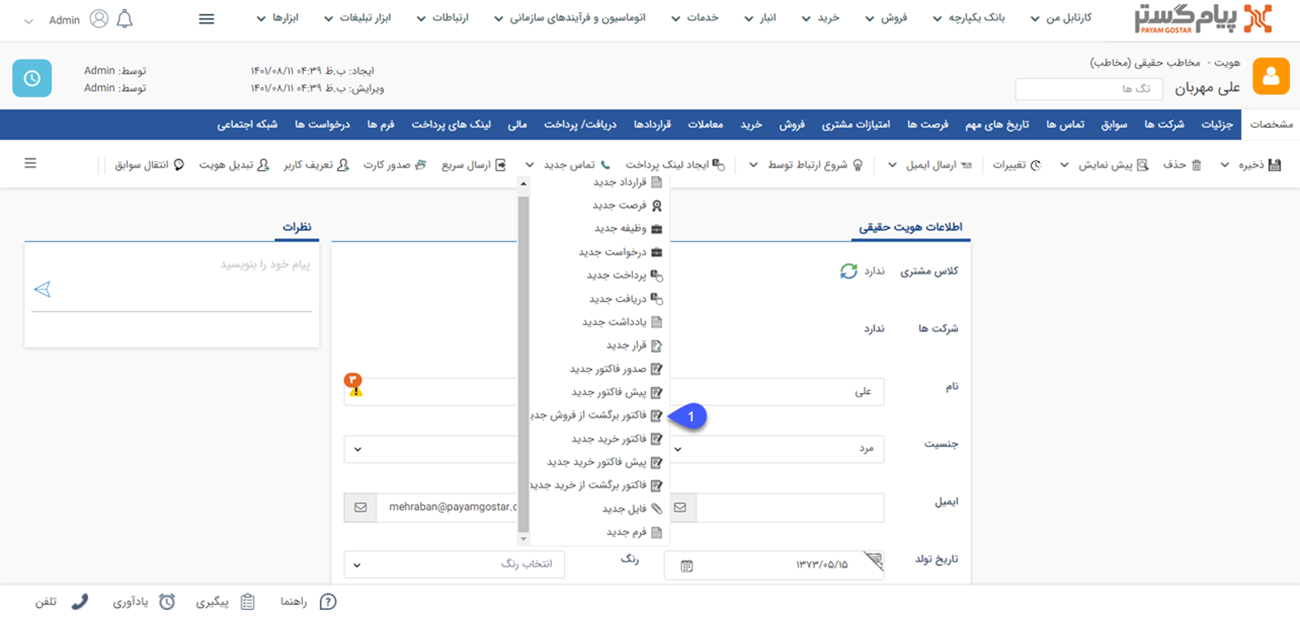 پیام گستر
PAYAM GOSTAR
کارتابل من
بانک یکپارچه
فروش
خرید
انبار
خدمات
ارتباطات
اتوماسیون و فرآیندهای سازمانی
ابزار تبلیغات
ابزارها
Admin
هویت - مخاطب حقیقی (مخاطب)
علی مهربان
تگ ها
ایجاد: ب.ظ ۰۴:۳۹ ۱۴۰۱/۰۸/۱۱
توسط: Admin
ویرایش: ب.ظ ۰۴:۳۹ ۱۴۰۱/۰۸/۱۱
توسط: Admin
مشخصات
جزئیات
شرکت ها
سوابق
تماس ها
تاریخ های مهم
فرصت ها
امتیازات مشتری
فروش
خرید
معاملات
قراردادها
دریافت/ پرداخت
مالی
لینک های پرداخت
فرم ها
درخواست ها
شبکه اجتماعی
ذخیره
حذف
پیش نمایش
تغییرات
ارسال ایمیل
شروع ارتباط توسط
ایجاد لینک پرداخت
تماس جدید
ارسال سریع
صدور کارت
تعریف کاربر
تبدیل هویت
انتقال سوابق
قرارداد جدید
فرصت جدید
وظیفه جدید
درخواست جدید
پرداخت جدید
دریافت جدید
یادداشت جدید
قرار جدید
صدور فاکتور جدید
پیش فاکتور جدید
فاکتور برگشت از فروش جدی
فاکتور خرید جدید
پیش فاکتور خرید جدید
فاکتور برگشت از خرید جدید
فایل جدید
فرم جدید
1
اطلاعات هویت حقیقی
کلاس مشتری
ندارد
شرکت ها
ندارد
نام
علی
۳
جنسیت
مرد
ایمیل
mehraban@payamgostar.c
تاریخ تولد
۱۳۷۳/۰۵/۱۵
رنگ
انتخاب رنگ
نظرات
پیام خود را بنویسید
راهنما
پیگیری
یادآوری
تلفن